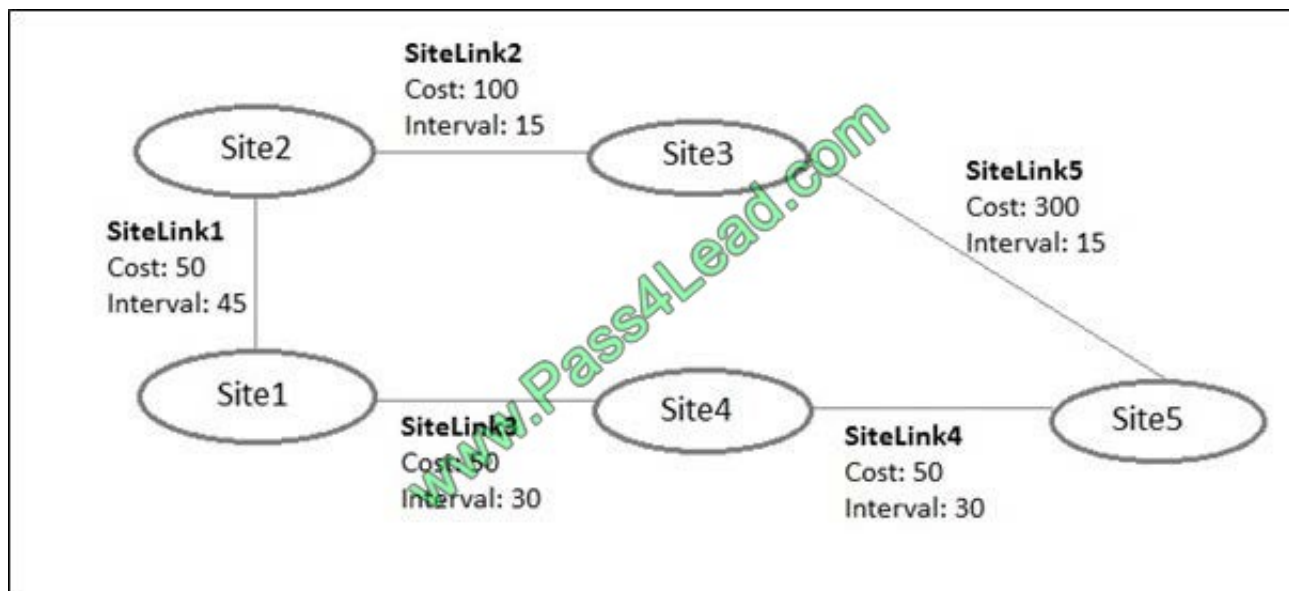 SiteLink2
Cost: 100
Interval: 15
Site2
Site3
SiteLink5
Cost: 300
Interval: 15
SiteLink1
Cost: 50
Interval: 45
Site1
Site4
Site5
SiteLink3
Cost: 50
Interval: 30
SiteLink4
Cost: 50
Interval: 30
www.Pass4Lead.com